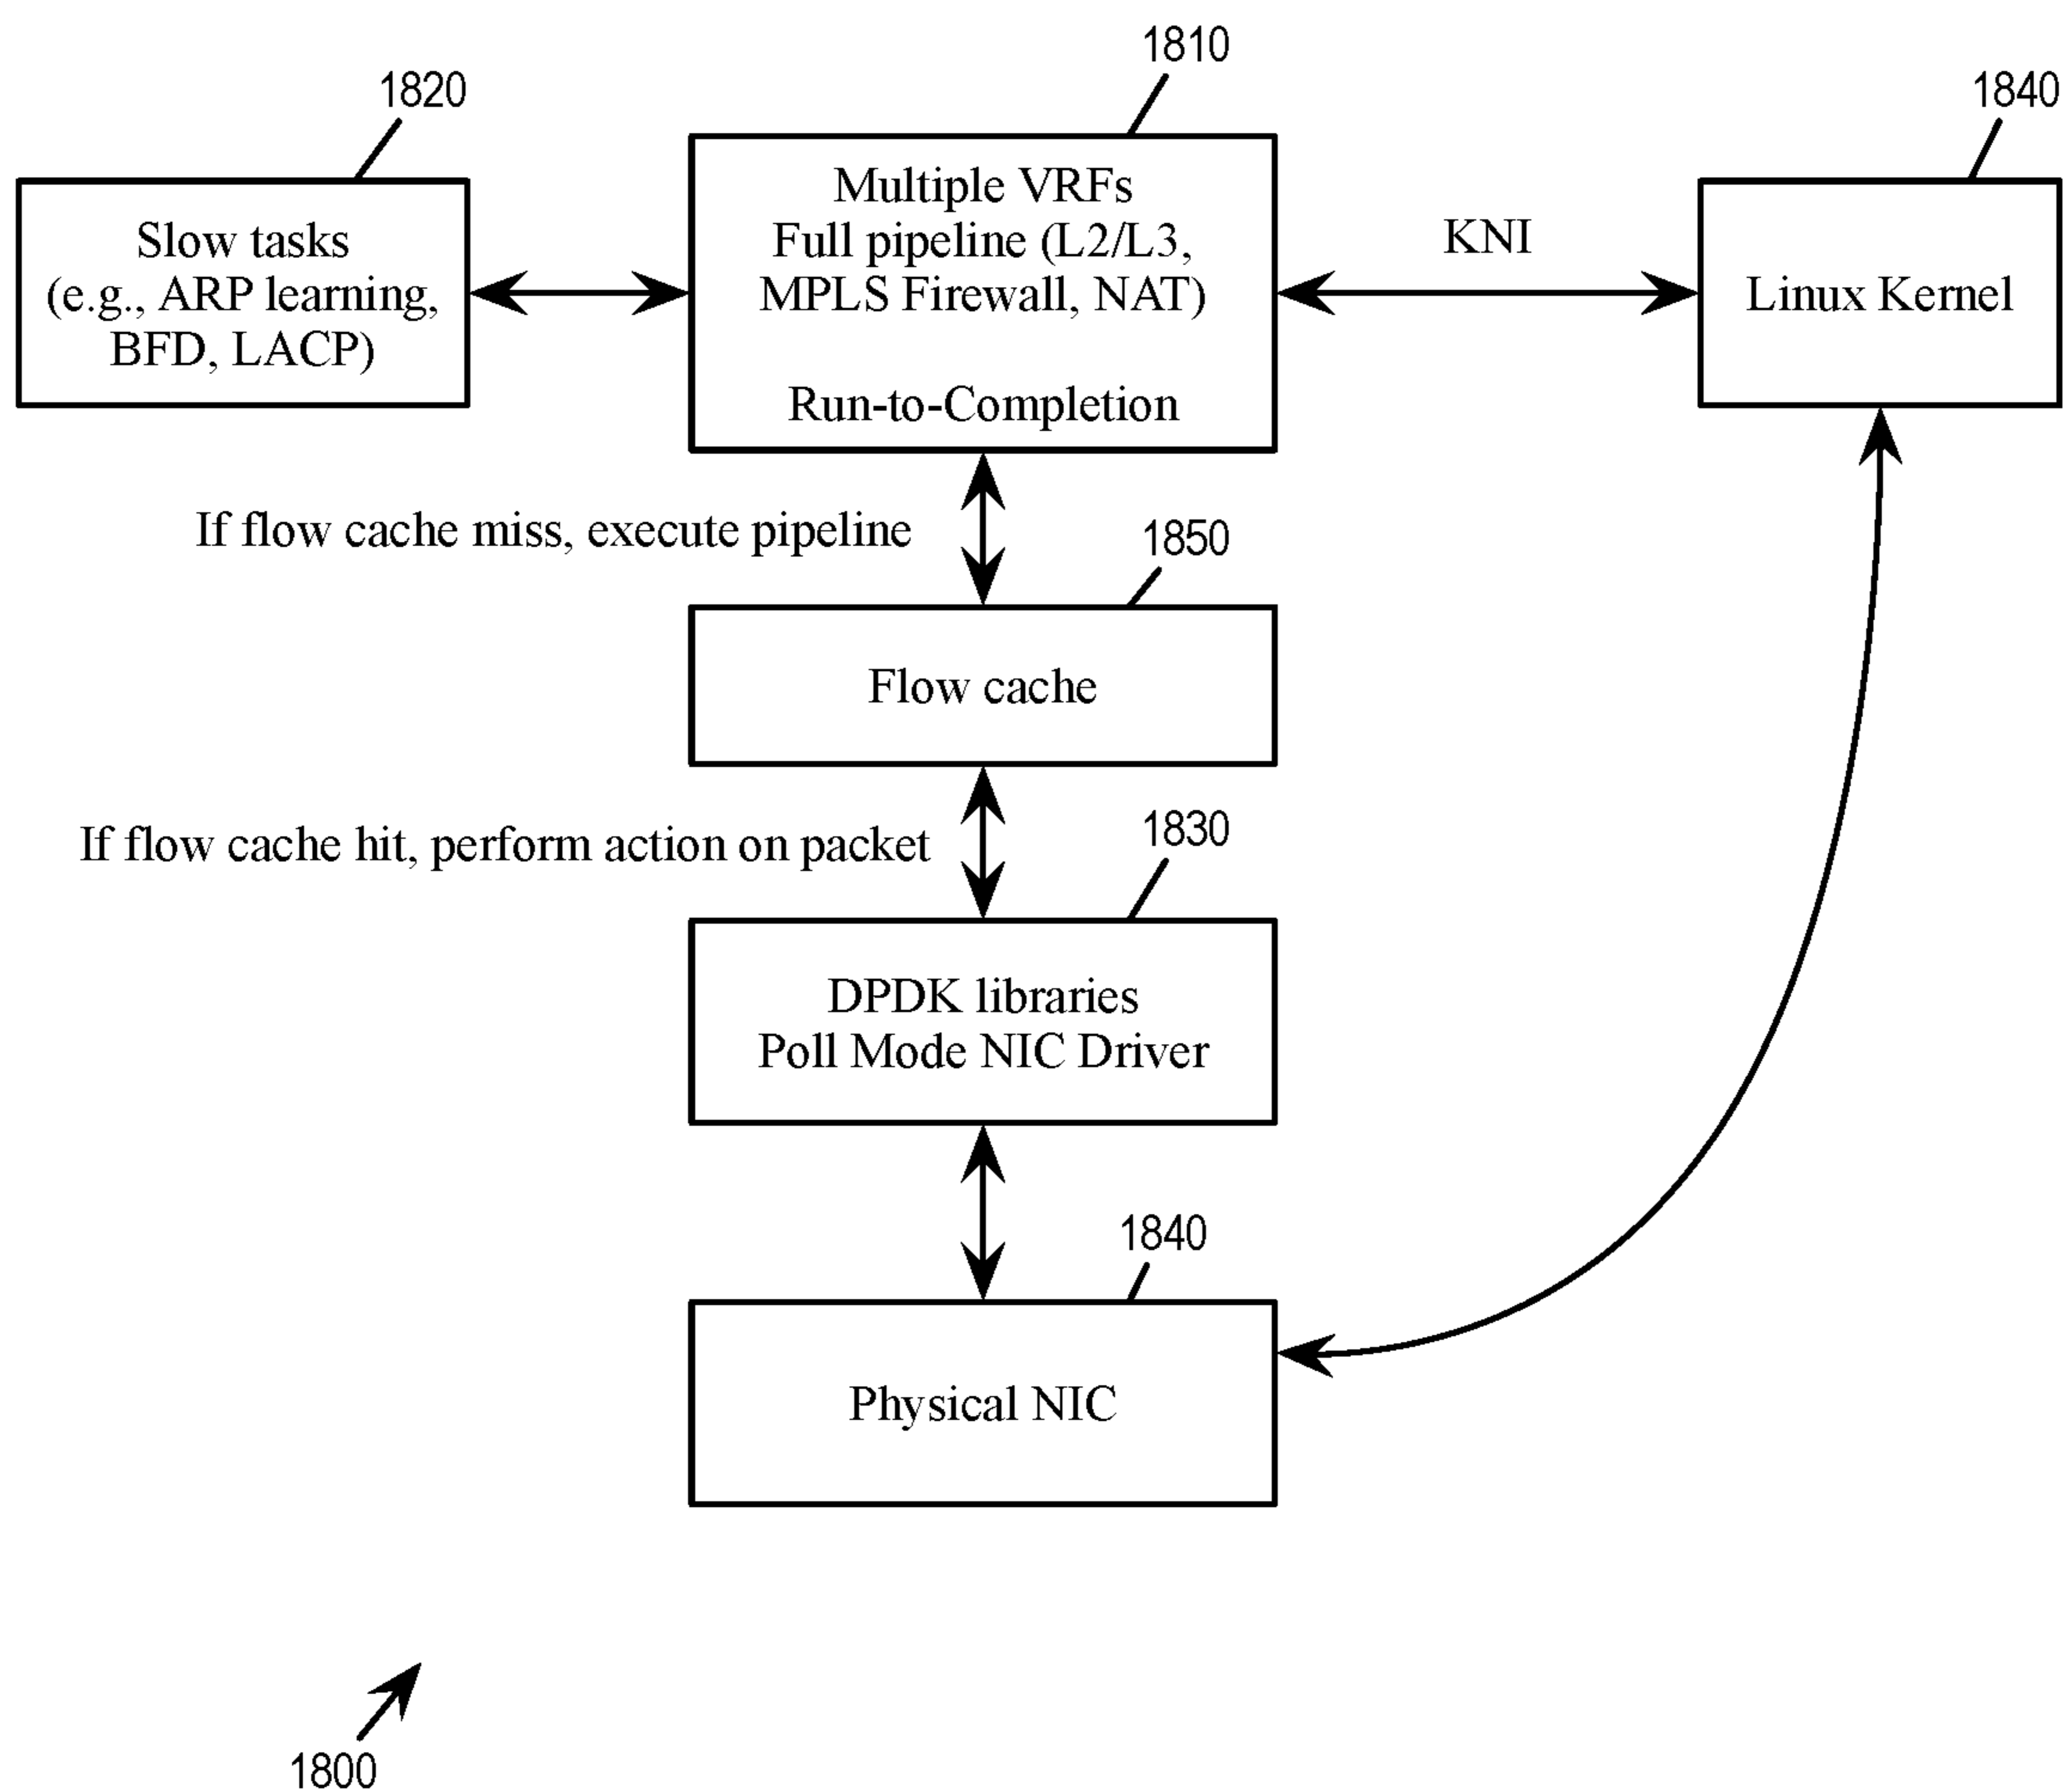 1810
1820
1840
Multiple VRFs
Full pipeline (L2/L3,
MPLS Firewall, NAT)
Run-to-Completion
Slow tasks
(e.g., ARP learning,
BFD, LACP)
KNI
Linux Kernel
If flow cache miss, execute pipeline
1850
Flow cache
If flow cache hit, perform action on packet
1830
DPDK libraries
Poll Mode NIC Driver
1840
Physical NIC
1800